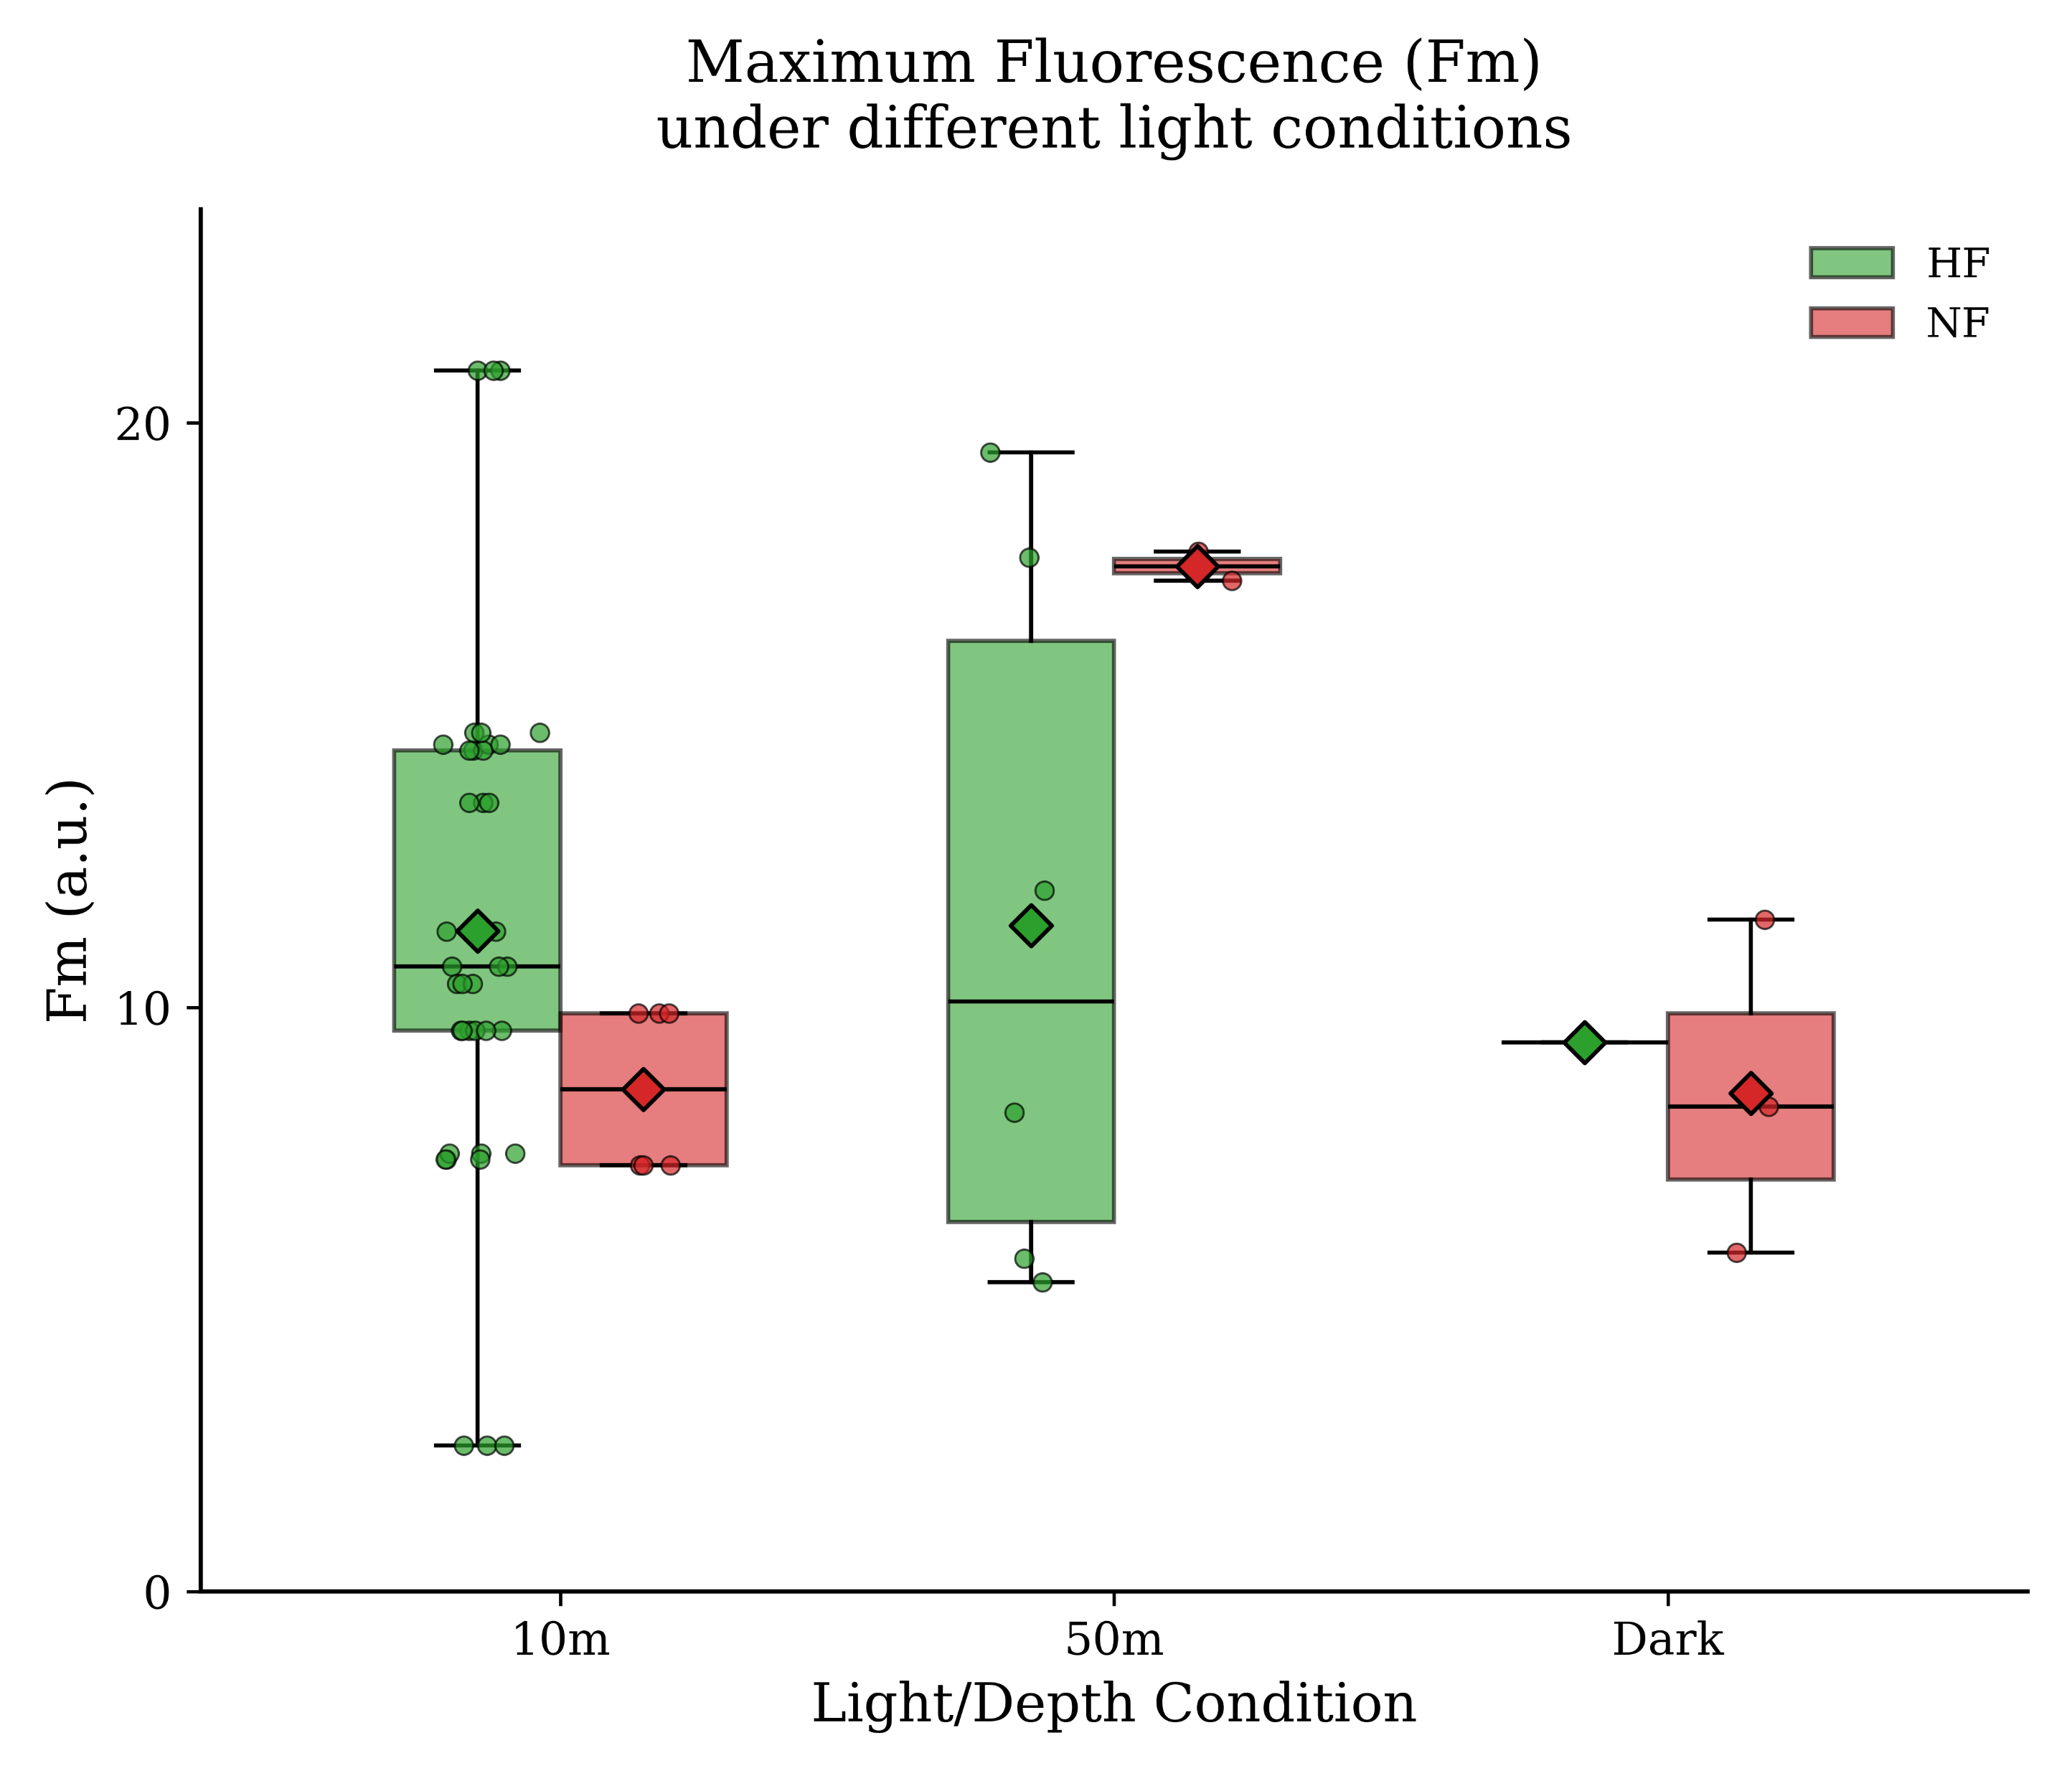 Maximum Fluorescence (Fm)
under different light conditions
HF
NF
20
10
0
Fm (a.u.)
10m
50m
Dark
Light/Depth Condition